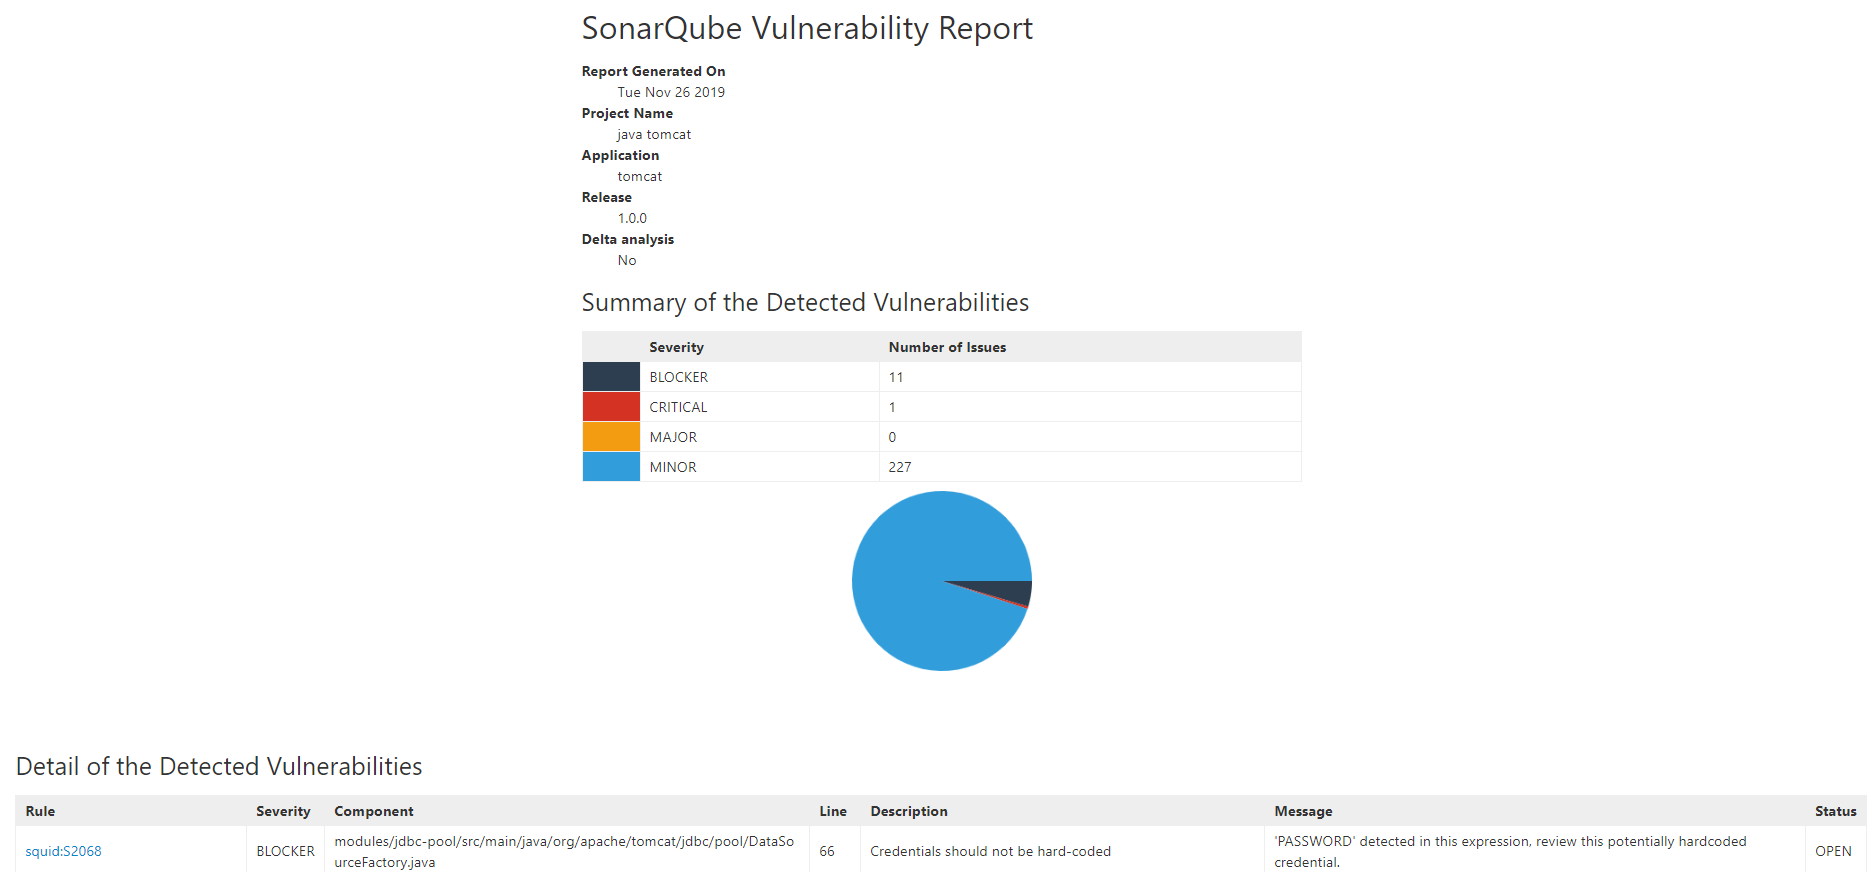 SonarQube Vulnerability Report
Report Generated On
Tue Nov 26 2019
Project Name
java tomcat
Application
tomcat
Release
1.0.0
Delta analysis
No
Summary of the Detected Vulnerabilities
Severity Number of Issues
BLOCKER 11
CRITICAL 1
MAJOR 0
MINOR 227
Detail of the Detected Vulnerabilities
Rule Severity Component Line Description Message Status
squid:S2068 BLOCKER modules/jdbc-pool/src/main/java/org/apache/tomcat/jdbc/pool/DataSo 66 Credentials should not be hard-coded 'PASSWORD' detected in this expression, review this potentially hardcoded OPEN
urceFactory.java credential.